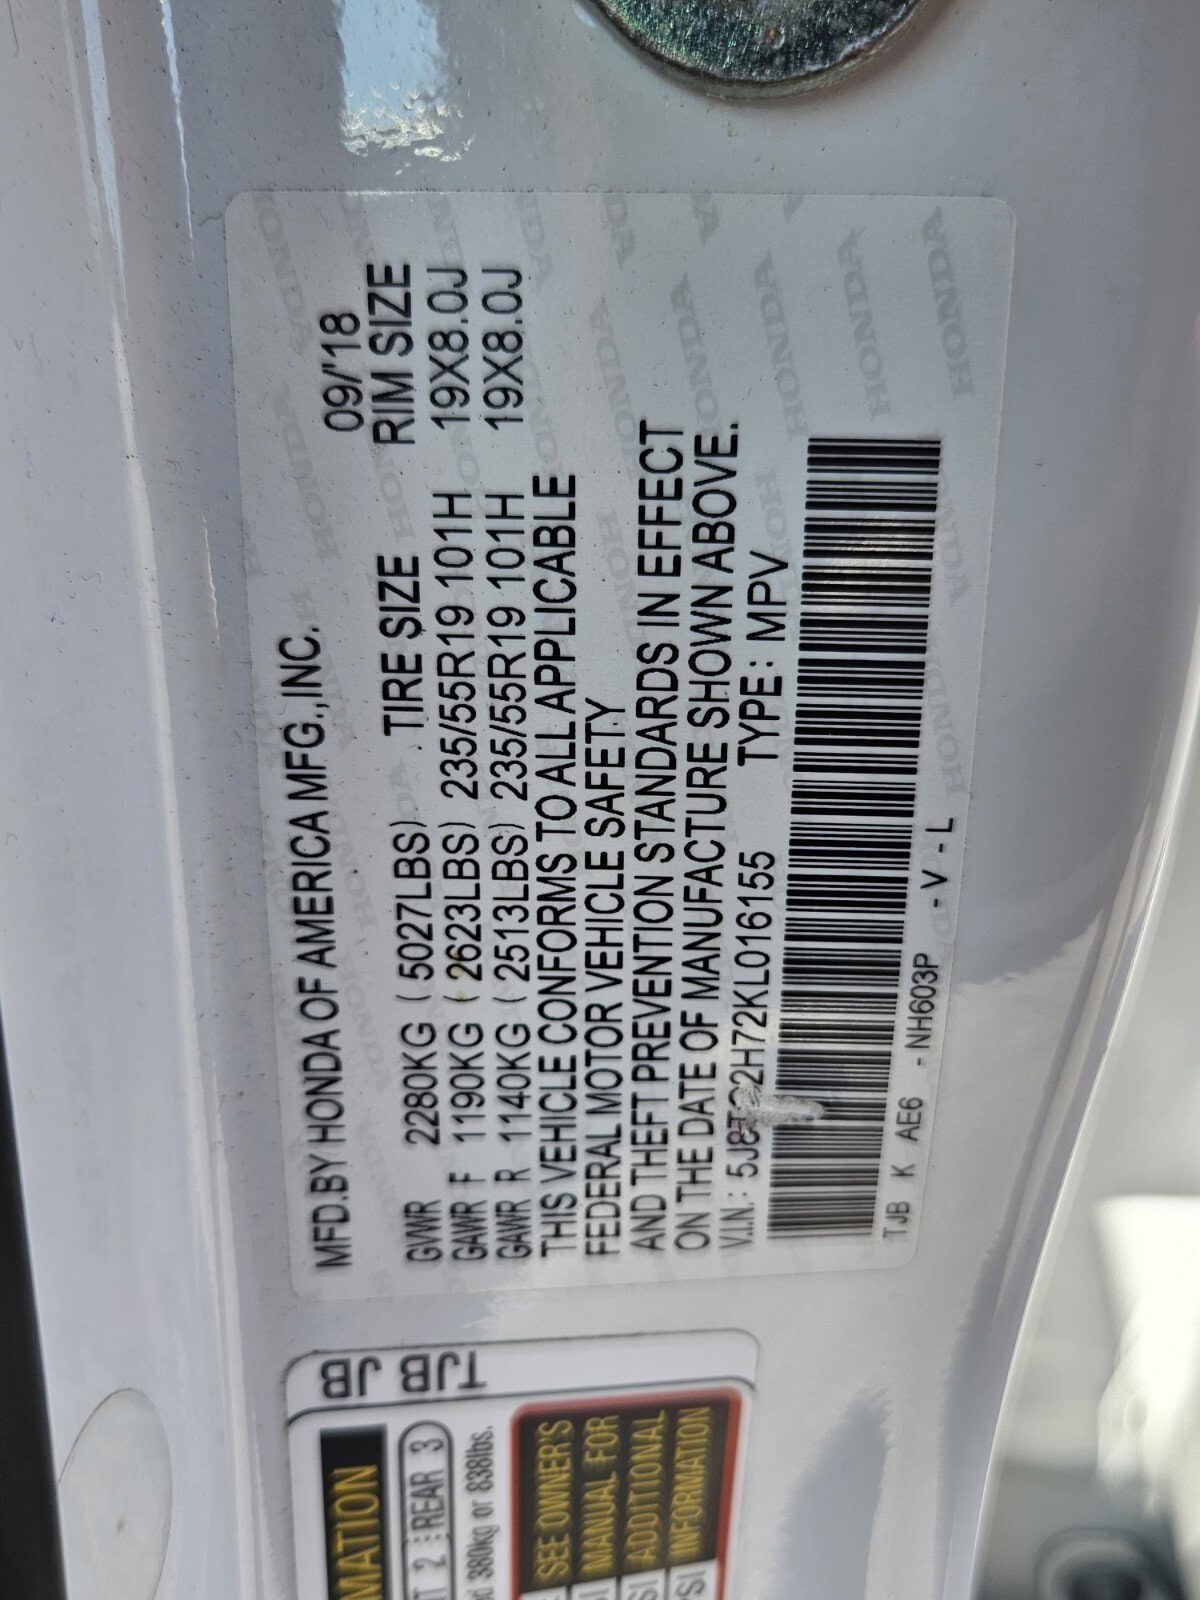 MFD.BY HONDA OF AMERICA MFG.,INC. 09/'18
GVWR 2280KG (5027LBS) TIRE SIZE RIM SIZE
GAWR F 1190KG (2623LBS) 235/55R19 101H 19X8.0J
GAWR R 1140KG (2513LBS) 235/55R19 101H 19X8.0J
THIS VEHICLE CONFORMS TO ALL APPLICABLE
FEDERAL MOTOR VEHICLE SAFETY
AND THEFT PREVENTION STANDARDS IN EFFECT
ON THE DATE OF MANUFACTURE SHOWN ABOVE.
V.I.N.: TYPE: MPV
TJB K AE6 - NH603P - V - L
TJB
JB
REAR 3
380kg or 838lbs.
SEE OWNER'S
MANUAL FOR
ADDITIONAL
INFORMATION